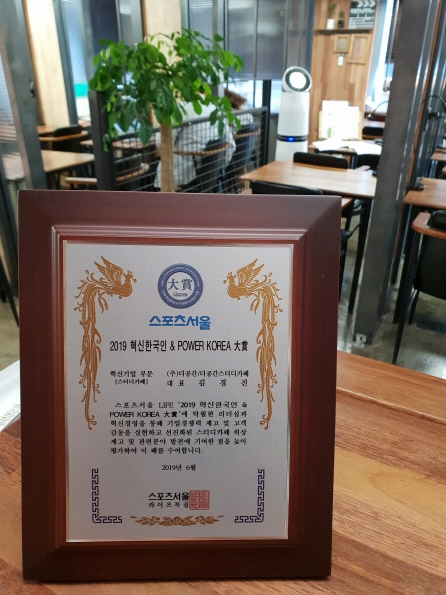 大賞
스포츠서울
2019 혁신한국인 & POWER KOREA 大賞
혁신기업 부문 (주)더공간/더공간스터디카페
[스터디카페] 대표 김경진
스포츠서울 LIFE '2019 혁신한국인 &
POWER KOREA 大賞'에 탁월한 리더십과
혁신경영을 통해 기업경쟁력 제고 및 고객
감동을 실현하고 선진화된 스터디카페 위상
제고 및 관련분야 발전에 기여한 점을 높이
평가하여 이 패를 수여합니다.
2019년 6월
스포츠서울
라이프특집